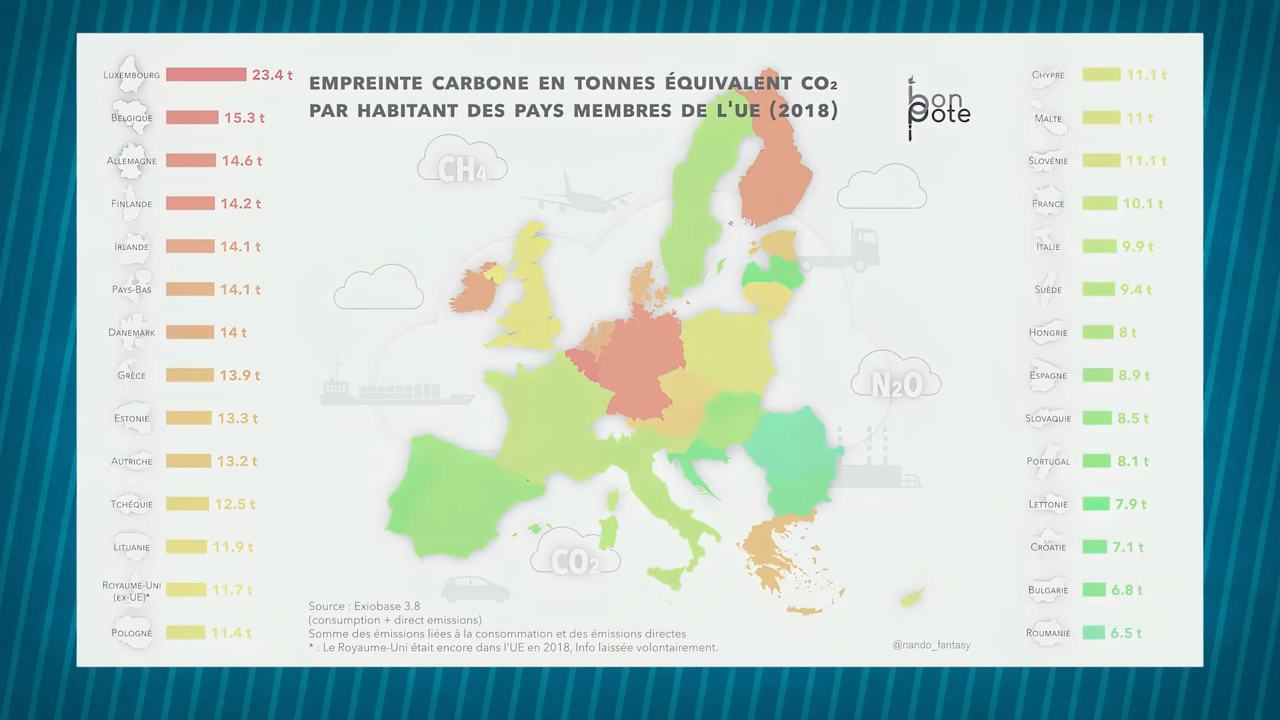 EMPREINTE CARBONE EN TONNES ÉQUIVALENT CO₂
PAR HABITANT DES PAYS MEMBRES DE L'UE (2018)
bon
pote
LUXEMBOURG 23.4 t
BELGIQUE 15.3 t
ALLEMAGNE 14.6 t
FINLANDE 14.2 t
IRLANDE 14.1 t
PAYS-BAS 14.1 t
DANEMARK 14 t
GRÈCE 13.9 t
ESTONIE 13.3 t
AUTRICHE 13.2 t
TCHÉQUIE 12.5 t
LITUANIE 11.9 t
ROYAUME-UNI
(EX-UE)* 11.7 t
POLOGNE 11.4 t
CH₄
N₂O
CO₂
CHYPRE 11.1 t
MALTE 11 t
SLOVÉNIE 11.1 t
FRANCE 10.1 t
ITALIE 9.9 t
SUÈDE 9.4 t
HONGRIE 8 t
ESPAGNE 8.9 t
SLOVAQUIE 8.5 t
PORTUGAL 8.1 t
LETTONIE 7.9 t
CROATIE 7.1 t
BULGARIE 6.8 t
ROUMANIE 6.5 t
Source : Exiobase 3.8
(consumption + direct emissions)
Somme des émissions liées à la consommation et des émissions directes
* : Le Royaume-Uni était encore dans l'UE en 2018, Info laissée volontairement.
@nando_fantasy